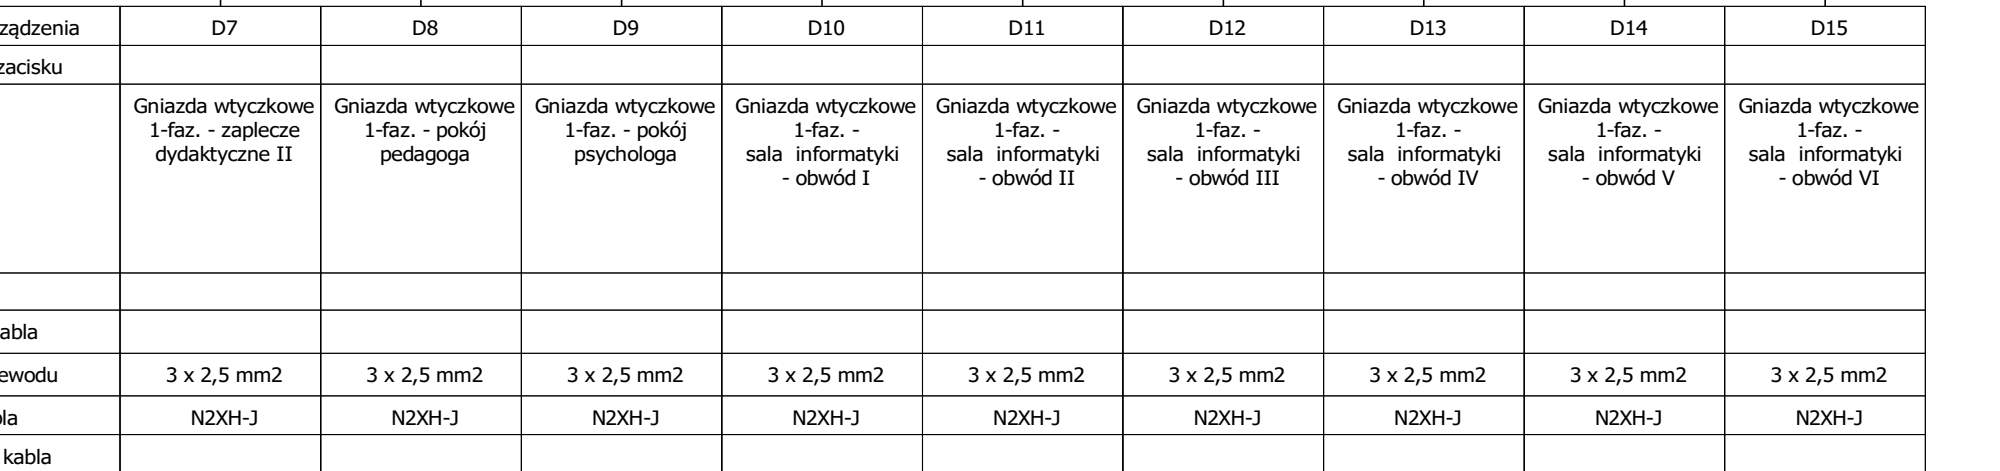 ządzenia D7 D8 D9 D10 D11 D12 D13 D14 D15
zacisku
Gniazda wtyczkowe Gniazda wtyczkowe Gniazda wtyczkowe Gniazda wtyczkowe Gniazda wtyczkowe Gniazda wtyczkowe Gniazda wtyczkowe Gniazda wtyczkowe Gniazda wtyczkowe
1-faz. - zaplecze 1-faz. - pokój 1-faz. - pokój 1-faz. - 1-faz. - 1-faz. - 1-faz. - 1-faz. - 1-faz. -
dydaktyczne II pedagoga psychologa sala informatyki sala informatyki sala informatyki sala informatyki sala informatyki sala informatyki
- obwód I - obwód II - obwód III - obwód IV - obwód V - obwód VI
abla
ewodu 3 x 2,5 mm2 3 x 2,5 mm2 3 x 2,5 mm2 3 x 2,5 mm2 3 x 2,5 mm2 3 x 2,5 mm2 3 x 2,5 mm2 3 x 2,5 mm2 3 x 2,5 mm2
bla N2XH-J N2XH-J N2XH-J N2XH-J N2XH-J N2XH-J N2XH-J N2XH-J N2XH-J
kabla